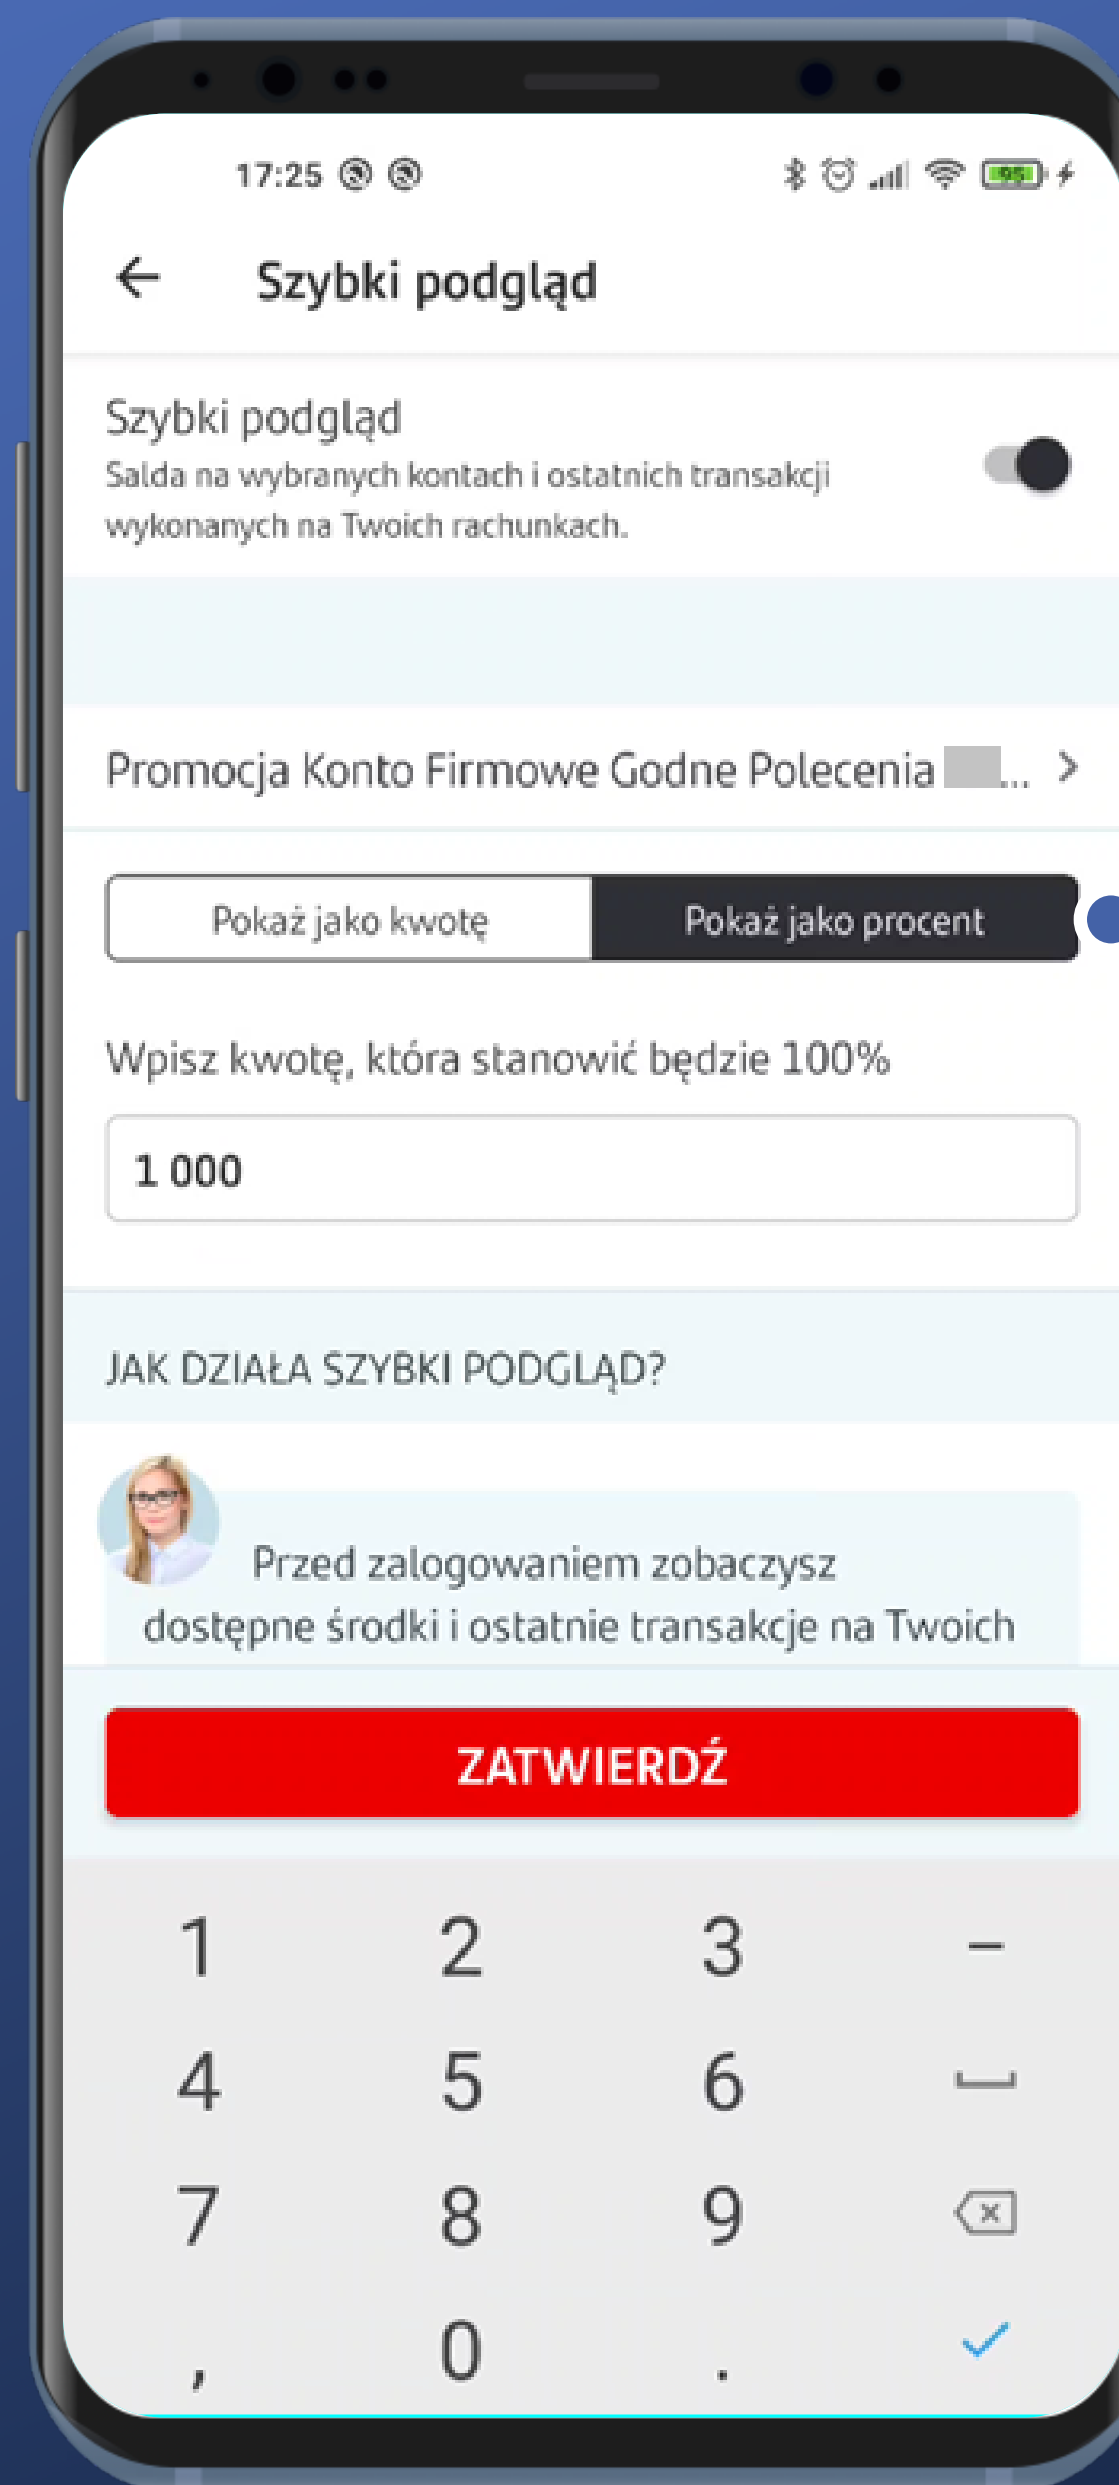 17:25
95
Szybki podgląd
Szybki podgląd
Salda na wybranych kontach i ostatnich transakcji
wykonanych na Twoich rachunkach.
Promocja Konto Firmowe Godne Polecenia ...
Pokaż jako kwotę
Pokaż jako procent
Wpisz kwotę, która stanowić będzie 100%
1 000
JAK DZIAŁA SZYBKI PODGLĄD?
Przed zalogowaniem zobaczysz
dostępne środki i ostatnie transakcje na Twoich
ZATWIERDŹ
1 2 3 –
4 5 6
7 8 9
, 0 .